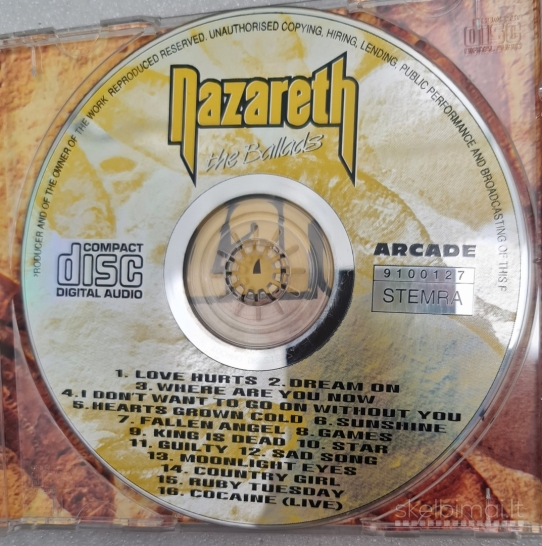 PRODUCER AND OF THE OWNER OF THE WORK REPRODUCED RESERVED. UNAUTHORISED COPYING, HIRING, LENDING, PUBLIC PERFORMANCE AND BROADCASTING OF THIS
Nazareth
the Ballads
COMPACT
disc
DIGITAL AUDIO
ARCADE
9100127
STEMRA
1. LOVE HURTS 2. DREAM ON
3. WHERE ARE YOU NOW
4. I DON'T WANT TO GO ON WITHOUT YOU
5. HEARTS GROWN COLD 6. SUNSHINE
7. FALLEN ANGEL 8. GAMES
9. KING IS DEAD 10. STAR
11. GUILTY 12. SAD SONG
13. MOONLIGHT EYES
14. COUNTRY GIRL
15. RUBY TUESDAY
16. COCAINE (LIVE)
skelbimai.lt